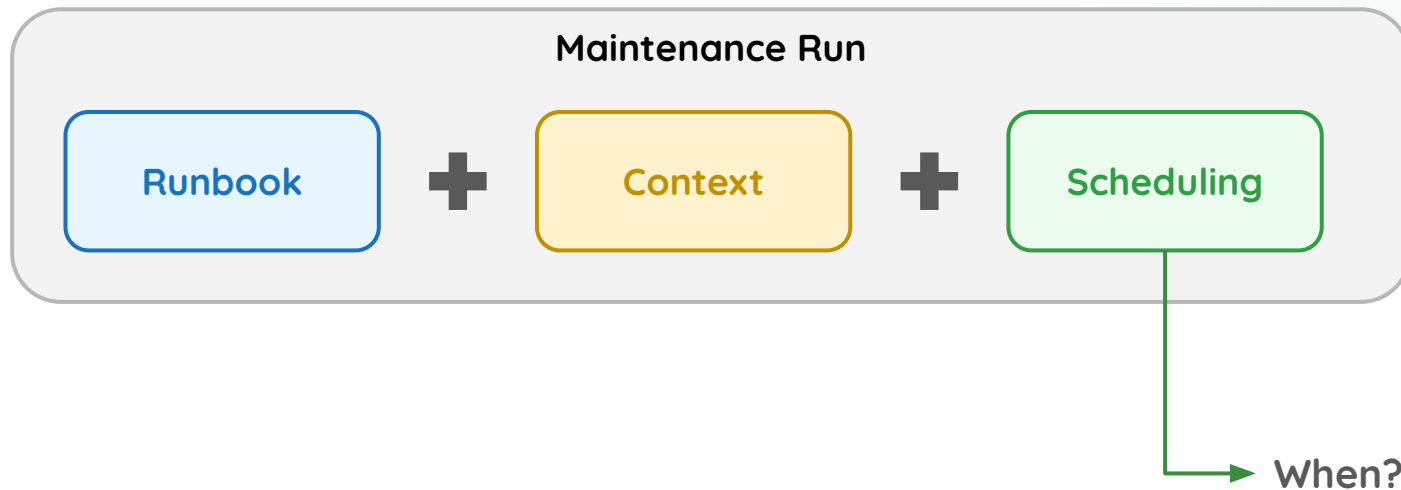 Maintenance Run
Runbook
Context
Scheduling
When?